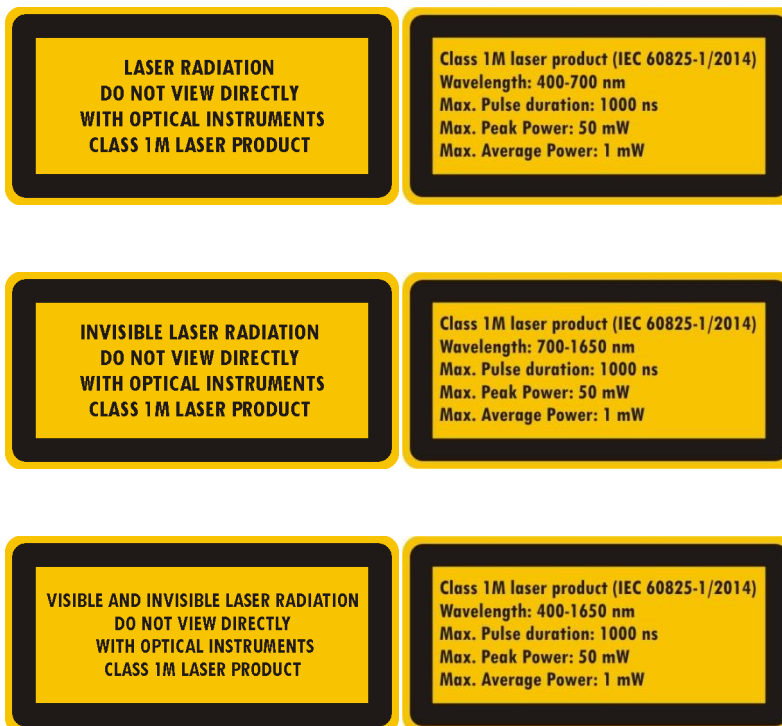 LASER RADIATION
DO NOT VIEW DIRECTLY
WITH OPTICAL INSTRUMENTS
CLASS 1M LASER PRODUCT
Class 1M laser product (IEC 60825-1/2014)
Wavelength: 400-700 nm
Max. Pulse duration: 1000 ns
Max. Peak Power: 50 mW
Max. Average Power: 1 mW
INVISIBLE LASER RADIATION
DO NOT VIEW DIRECTLY
WITH OPTICAL INSTRUMENTS
CLASS 1M LASER PRODUCT
Class 1M laser product (IEC 60825-1/2014)
Wavelength: 700-1650 nm
Max. Pulse duration: 1000 ns
Max. Peak Power: 50 mW
Max. Average Power: 1 mW
VISIBLE AND INVISIBLE LASER RADIATION
DO NOT VIEW DIRECTLY
WITH OPTICAL INSTRUMENTS
CLASS 1M LASER PRODUCT
Class 1M laser product (IEC 60825-1/2014)
Wavelength: 400-1650 nm
Max. Pulse duration: 1000 ns
Max. Peak Power: 50 mW
Max. Average Power: 1 mW